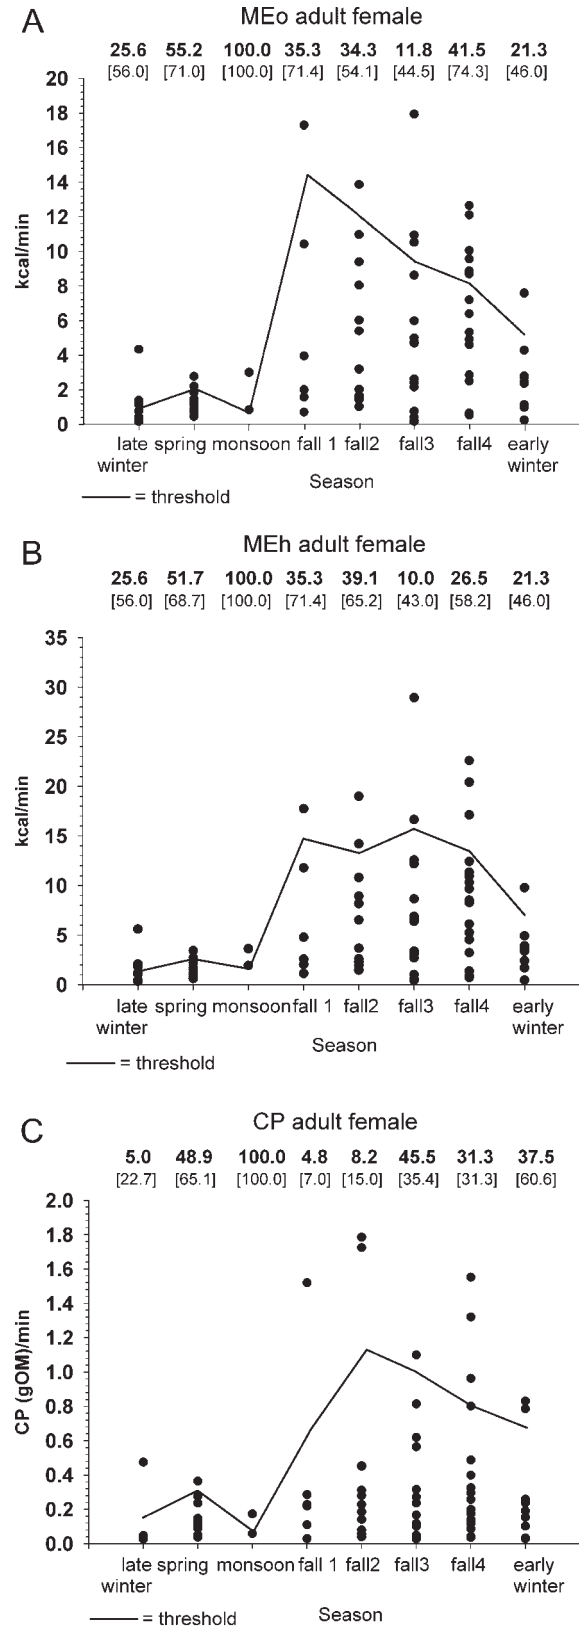 A
MEo adult female
25.6 55.2 100.0 35.3 34.3 11.8 41.5 21.3
[56.0] [71.0] [100.0] [71.4] [54.1] [44.5] [74.3] [46.0]
20
18
16
14
12
10
8
6
4
2
0
kcal/min
late winter spring monsoon fall 1 fall2 fall3 fall4 early winter
Season
= threshold
B
MEh adult female
25.6 51.7 100.0 35.3 39.1 10.0 26.5 21.3
[56.0] [68.7] [100.0] [71.4] [65.2] [43.0] [58.2] [46.0]
35
30
25
20
15
10
5
0
kcal/min
late winter spring monsoon fall 1 fall2 fall3 fall4 early winter
Season
= threshold
C
CP adult female
5.0 48.9 100.0 4.8 8.2 45.5 31.3 37.5
[22.7] [65.1] [100.0] [7.0] [15.0] [35.4] [31.3] [60.6]
2.0
1.8
1.6
1.4
1.2
1.0
0.8
0.6
0.4
0.2
0.0
CP (gOM)/min
late winter spring monsoon fall 1 fall2 fall3 fall4 early winter
Season
= threshold